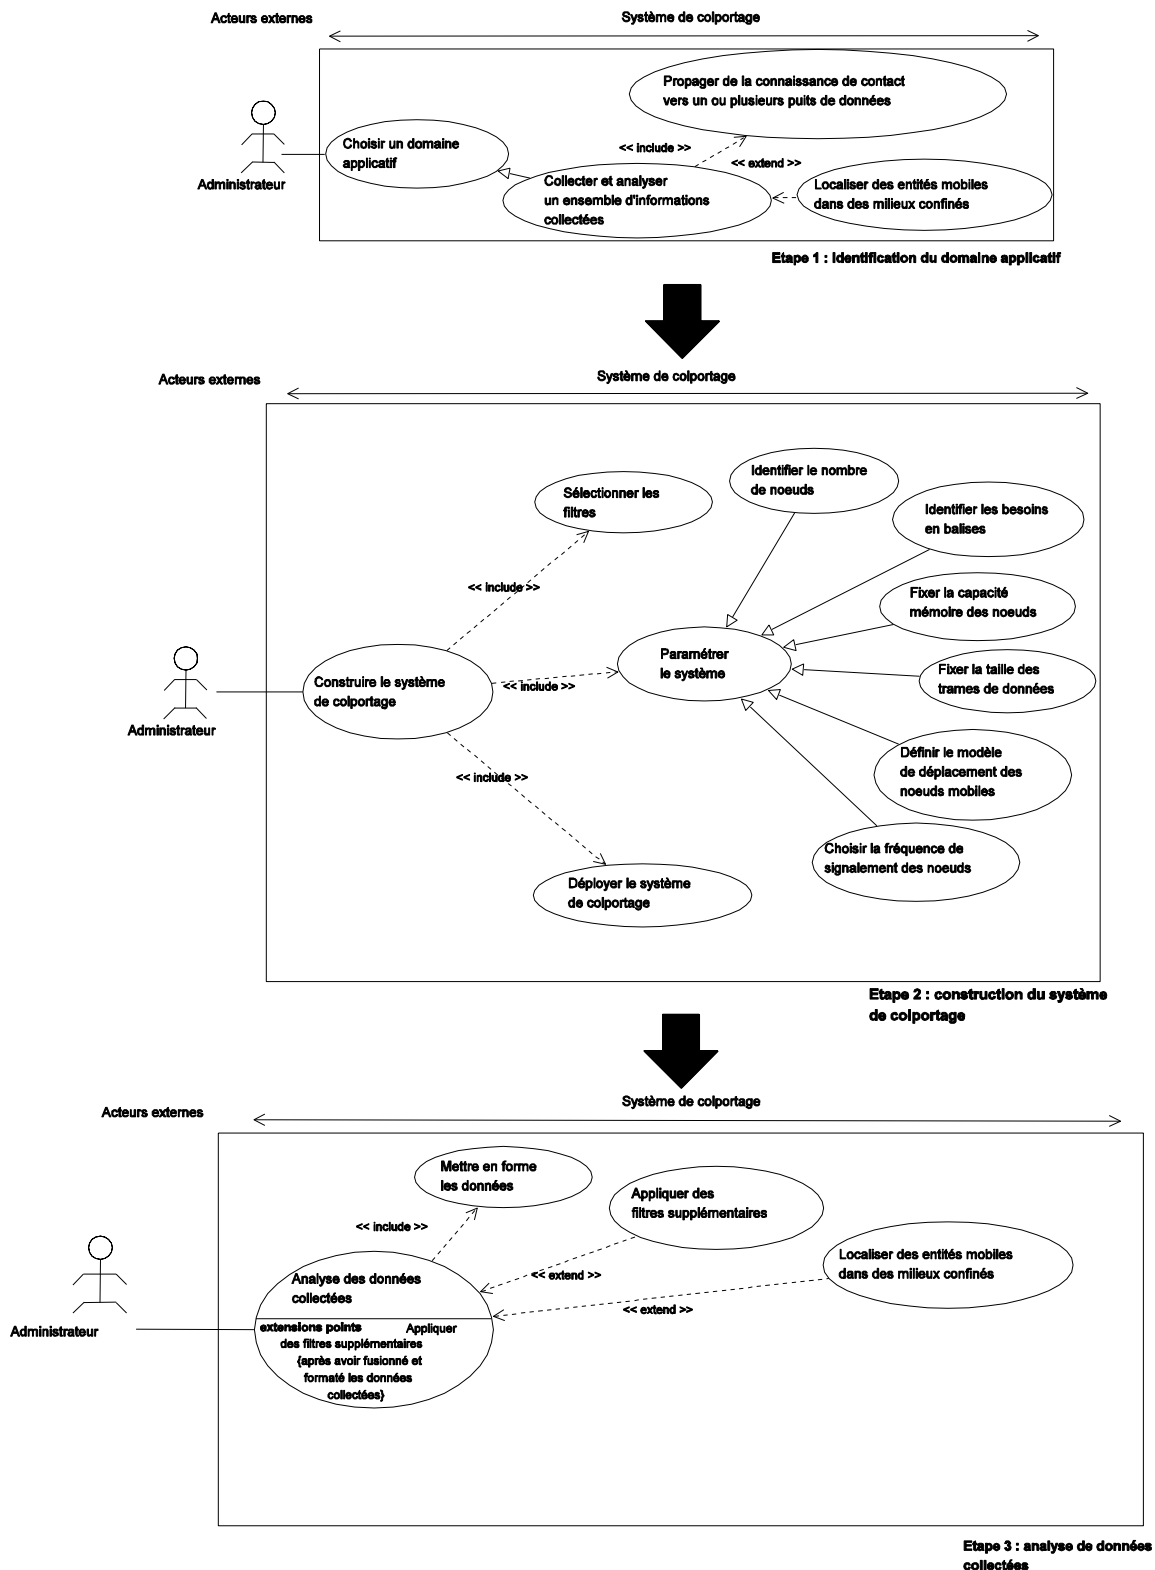 Acteurs externes
Système de colportage
Propager de la connaissance de contact
vers un ou plusieurs puits de données
Choisir un domaine
applicatif
<< include >>
<< extend >>
Administrateur
Collecter et analyser
un ensemble d'informations
collectées
Localiser des entités mobiles
dans des milieux confinés
Etape 1 : identification du domaine applicatif
Acteurs externes
Système de colportage
Identifier le nombre
de noeuds
Sélectionner les
filtres
Identifier les besoins
en balises
<< include >>
Fixer la capacité
mémoire des noeuds
Paramétrer
le système
Fixer la taille des
trames de données
Construire le système
de colportage
<< include >>
Administrateur
Définir le modèle
de déplacement des
noeuds mobiles
<< include >>
Choisir la fréquence de
signalement des noeuds
Déployer le système
de colportage
Etape 2 : construction du système
de colportage
Acteurs externes
Système de colportage
Mettre en forme
les données
Appliquer des
filtres supplémentaires
<< include >>
Localiser des entités mobiles
dans des milieux confinés
Analyse des données
collectées
<< extend >>
<< extend >>
Administrateur
extensions points Appliquer
des filtres supplémentaires
{après avoir fusionné et
formaté les données
collectées}
Etape 3 : analyse de données
collectées